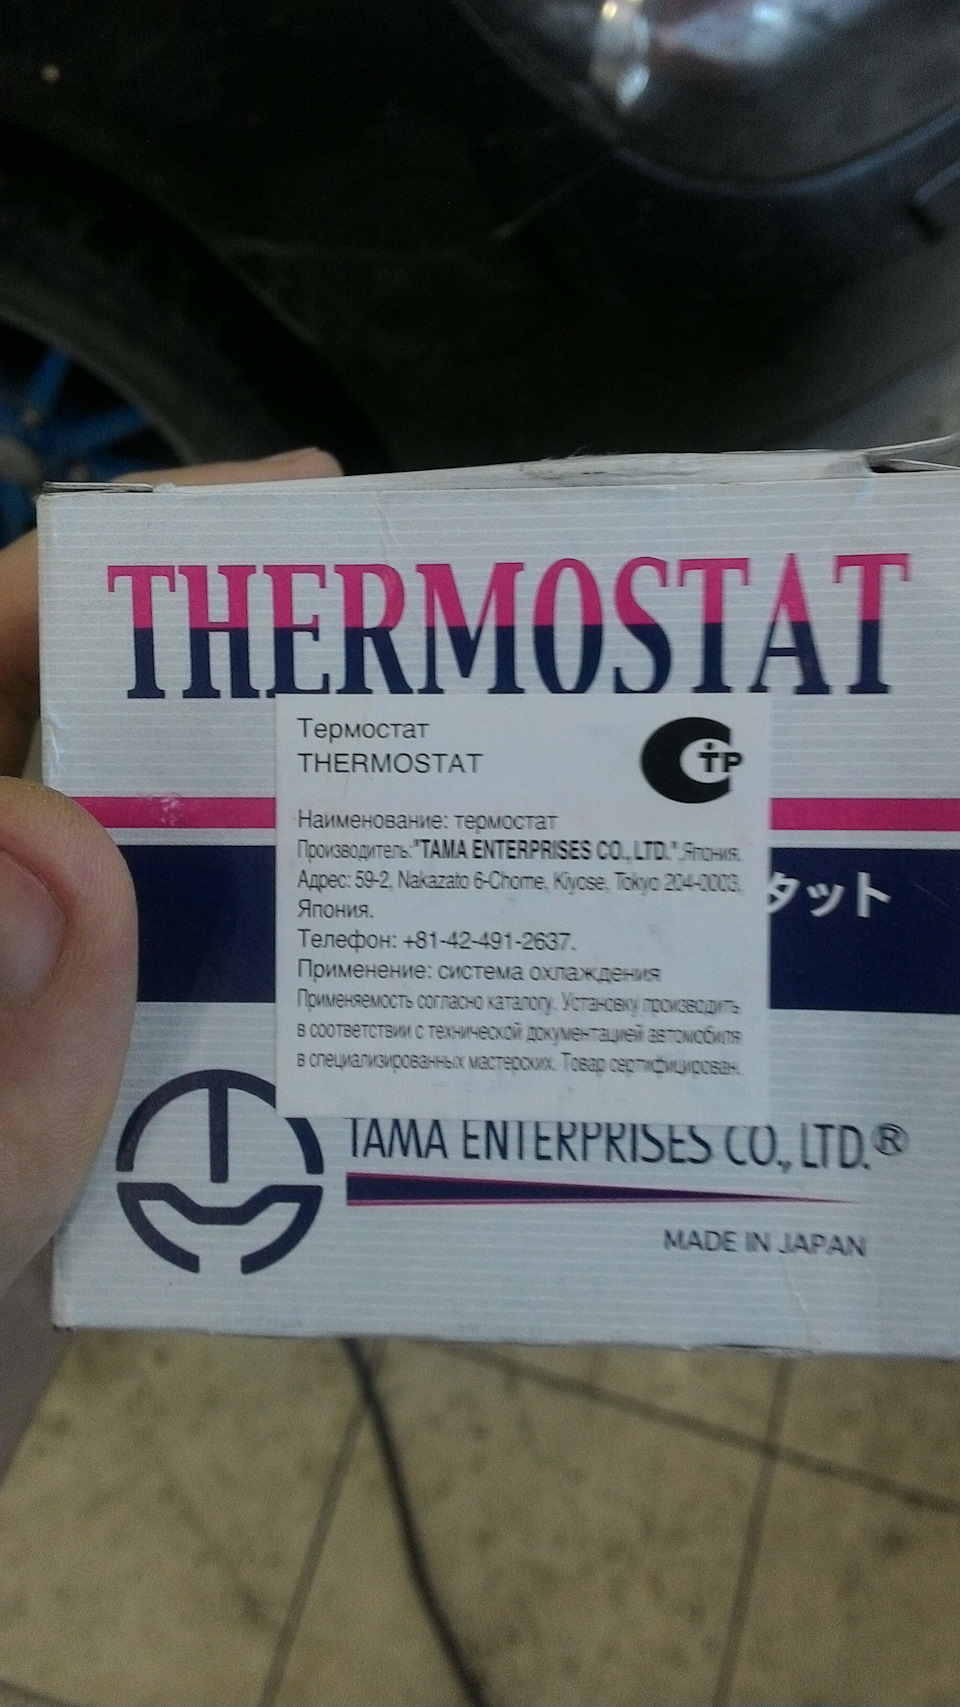 THERMOSTAT
Термостат
THERMOSTAT
СТР
Наименование: термостат
Производитель:"TAMA ENTERPRISES CO., LTD.",Япония.
Адрес: 59-2, Nakazato 6-Chome, Kiyose, Tokyo 204-0003,
Япония.
Телефон: +81-42-491-2637.
Применение: система охлаждения
Применяемость согласно каталогу. Установку производить
в соответствии с технической документацией автомобиля
в специализированных мастерских. Товар сертифицирован.
タット
TAMA ENTERPRISES CO., LTD.®
MADE IN JAPAN